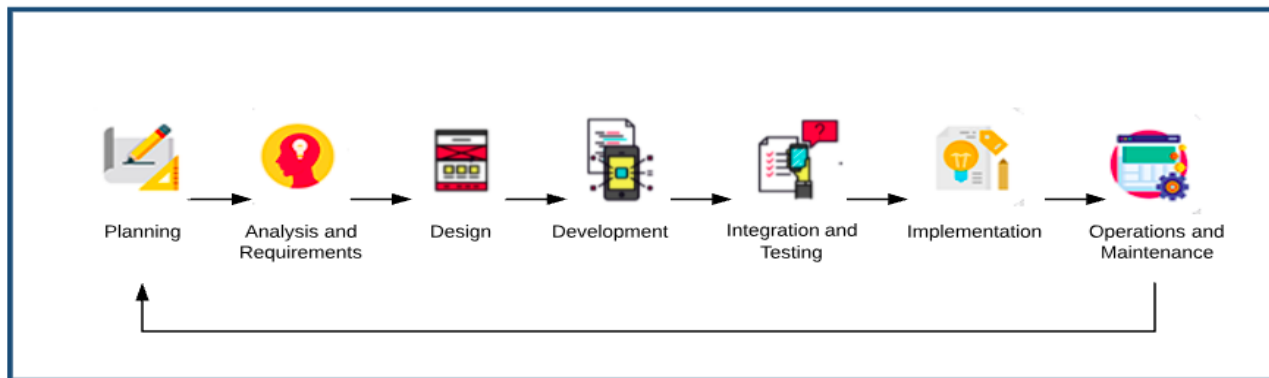 ?
Planning
Analysis and
Requirements
Design
Development
Integration and
Testing
Implementation
Operations and
Maintenance